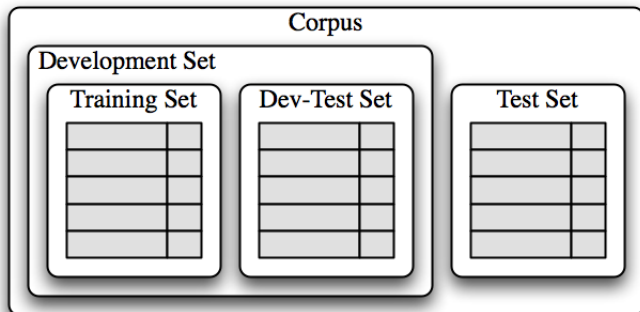 Corpus
Development Set
Training Set
Dev-Test Set
Test Set